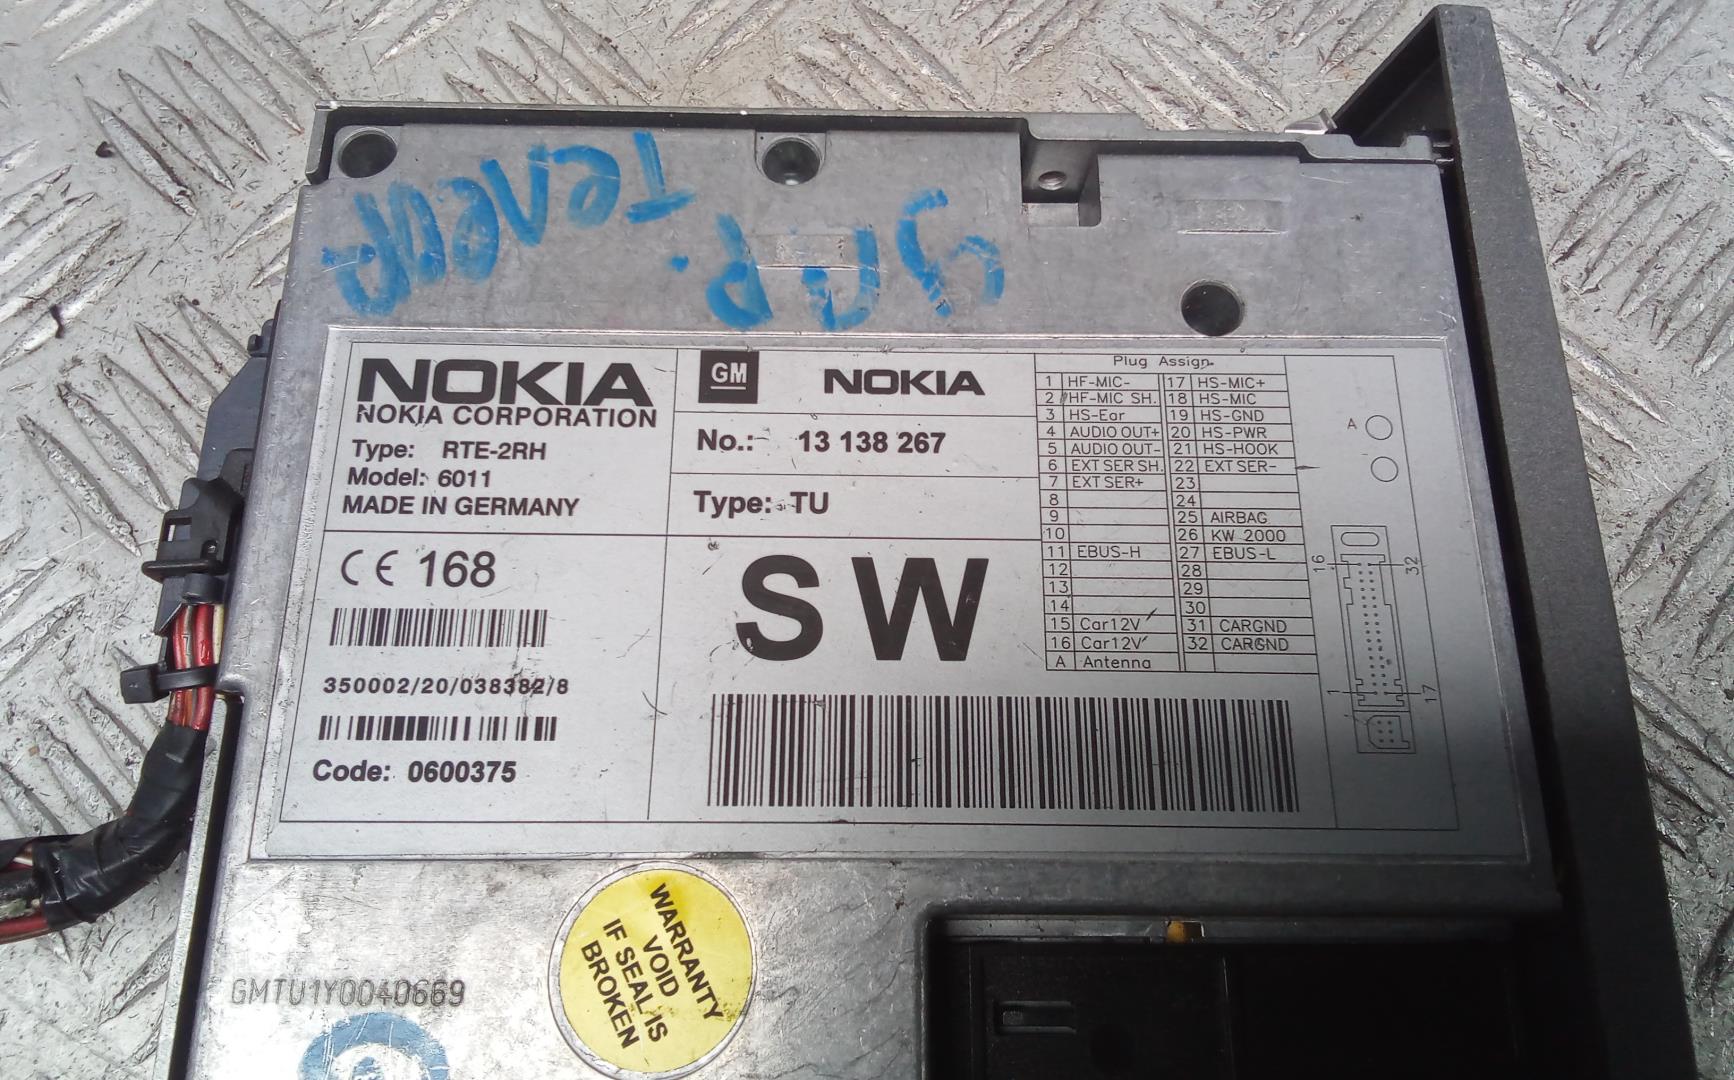 упр. Телеф
NOKIA
NOKIA CORPORATION
Type: RTE-2RH
Model: 6011
MADE IN GERMANY
CE 168
350002/20/038382/8
Code: 0600375
GM NOKIA
No.: 13 138 267
Type: TU
SW
Plug Assign.
1 HF-MIC- 17 HS-MIC+
2 HF-MIC SH. 18 HS-MIC
3 HS-Ear 19 HS-GND
4 AUDIO OUT+ 20 HS-PWR
5 AUDIO OUT- 21 HS-HOOK
6 EXT SER SH. 22 EXT SER-
7 EXT SER+ 23
8 24
9 25 AIRBAG
10 26 KW 2000
11 EBUS-H 27 EBUS-L
12 28
13 29
14 30
15 Car12V 31 CARGND
16 Car12V 32 CARGND
A Antenna
A
16 32
1 17
WARRANTY
VOID
IF SEAL IS
BROKEN
GMTU1Y0040669